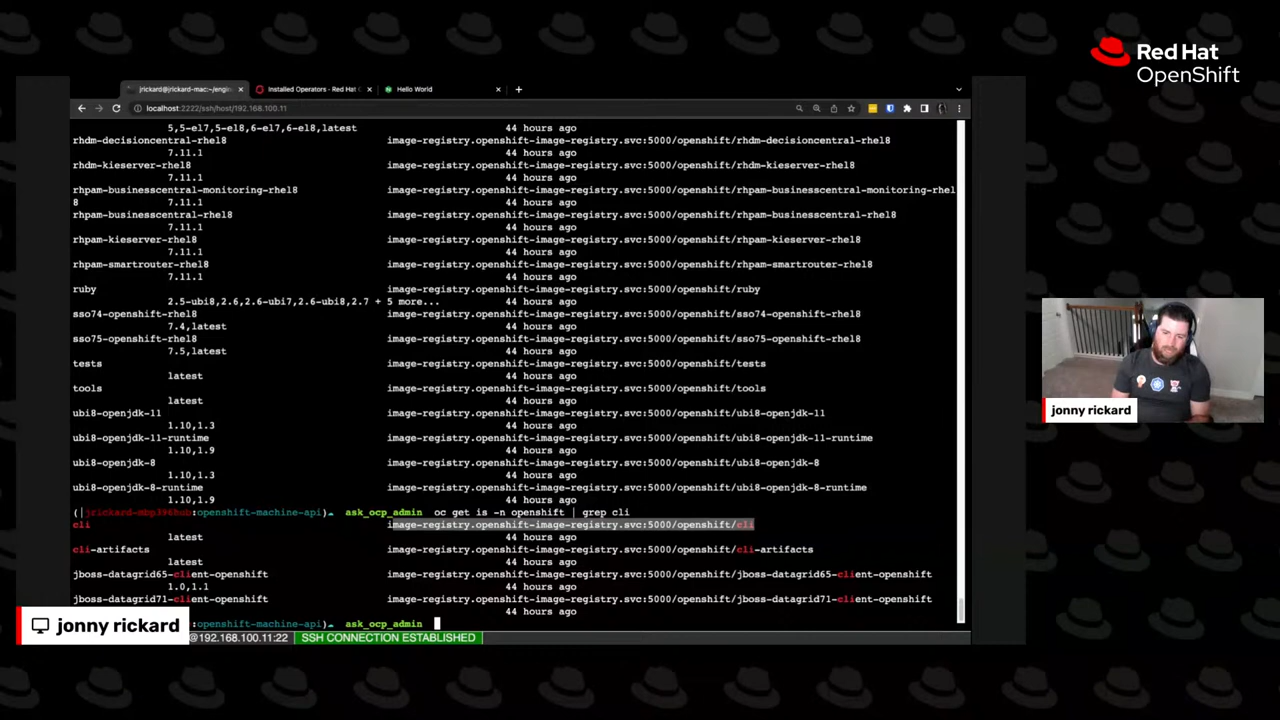 Red Hat
OpenShift
jrickard@jrickard-mac:~/engin
Installed Operators - Red Hat
Hello World
localhost:2222/ssh/host/192.168.100.11
5,5-el7,5-el8,6-el7,6-el8,latest 44 hours ago
rhdm-decisioncentral-rhel8 image-registry.openshift-image-registry.svc:5000/openshift/rhdm-decisioncentral-rhel8
7.11.1 44 hours ago
rhdm-kieserver-rhel8 image-registry.openshift-image-registry.svc:5000/openshift/rhdm-kieserver-rhel8
7.11.1 44 hours ago
rhpam-businesscentral-monitoring-rhel8 image-registry.openshift-image-registry.svc:5000/openshift/rhpam-businesscentral-monitoring-rhel
8 7.11.1 44 hours ago
rhpam-businesscentral-rhel8 image-registry.openshift-image-registry.svc:5000/openshift/rhpam-businesscentral-rhel8
7.11.1 44 hours ago
rhpam-kieserver-rhel8 image-registry.openshift-image-registry.svc:5000/openshift/rhpam-kieserver-rhel8
7.11.1 44 hours ago
rhpam-smartrouter-rhel8 image-registry.openshift-image-registry.svc:5000/openshift/rhpam-smartrouter-rhel8
7.11.1 44 hours ago
ruby image-registry.openshift-image-registry.svc:5000/openshift/ruby
2.5-ubi8,2.6,2.6-ubi7,2.6-ubi8,2.7 + 5 more... 44 hours ago
sso74-openshift-rhel8 image-registry.openshift-image-registry.svc:5000/openshift/sso74-openshift-rhel8
7.4,latest 44 hours ago
sso75-openshift-rhel8 image-registry.openshift-image-registry.svc:5000/openshift/sso75-openshift-rhel8
7.5,latest 44 hours ago
tests image-registry.openshift-image-registry.svc:5000/openshift/tests
latest 44 hours ago
tools image-registry.openshift-image-registry.svc:5000/openshift/tools
latest 44 hours ago
ubi8-openjdk-11 image-registry.openshift-image-registry.svc:5000/openshift/ubi8-openjdk-11
1.10,1.3 44 hours ago
ubi8-openjdk-11-runtime image-registry.openshift-image-registry.svc:5000/openshift/ubi8-openjdk-11-runtime
1.10,1.9 44 hours ago
ubi8-openjdk-8 image-registry.openshift-image-registry.svc:5000/openshift/ubi8-openjdk-8
1.10,1.3 44 hours ago
ubi8-openjdk-8-runtime image-registry.openshift-image-registry.svc:5000/openshift/ubi8-openjdk-8-runtime
1.10,1.9 44 hours ago
(|jrickard-mbp396hub:openshift-machine-api) ask_ocp_admin oc get is -n openshift | grep cli
cli image-registry.openshift-image-registry.svc:5000/openshift/cli
latest 44 hours ago
cli-artifacts image-registry.openshift-image-registry.svc:5000/openshift/cli-artifacts
latest 44 hours ago
jboss-datagrid65-client-openshift image-registry.openshift-image-registry.svc:5000/openshift/jboss-datagrid65-client-openshift
1.0,1.1 44 hours ago
jboss-datagrid71-client-openshift image-registry.openshift-image-registry.svc:5000/openshift/jboss-datagrid71-client-openshift
44 hours ago
:openshift-machine-api) ask_ocp_admin
@192.168.100.11:22 SSH CONNECTION ESTABLISHED
jonny rickard
jonny rickard